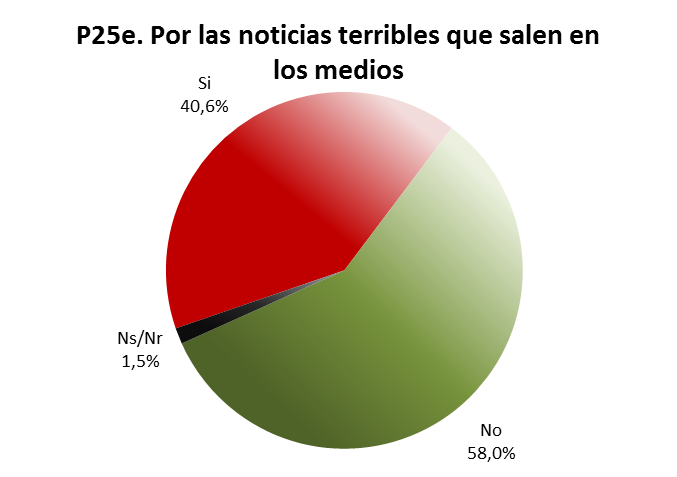 P25e. Por las noticias terribles que salen en
los medios
Si
40,6%
Ns/Nr
1,5%
No
58,0%